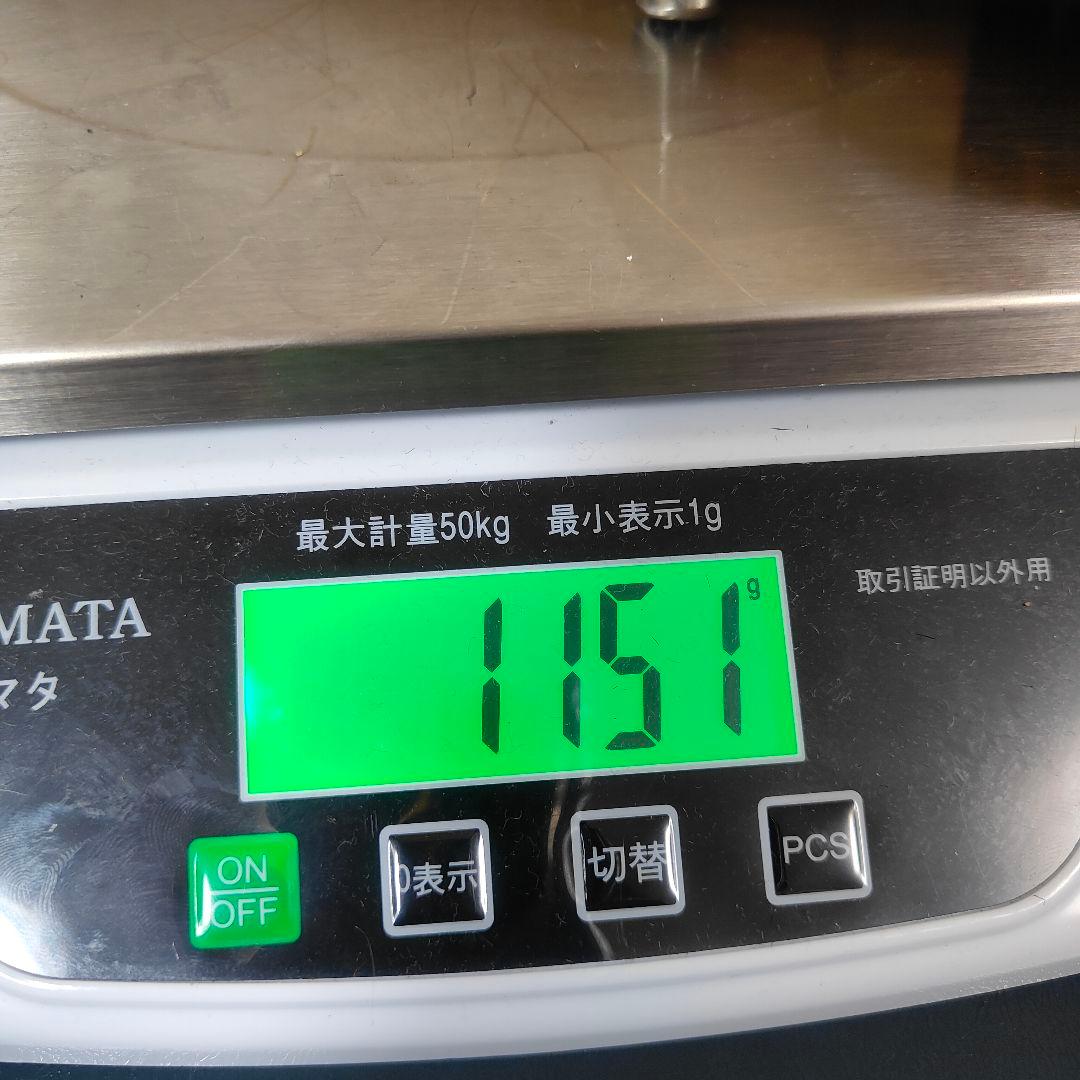 最大計量50kg 最小表示1g
取引証明以外用
MATA
マタ
1151 g
ON
OFF
0表示
切替
PCS